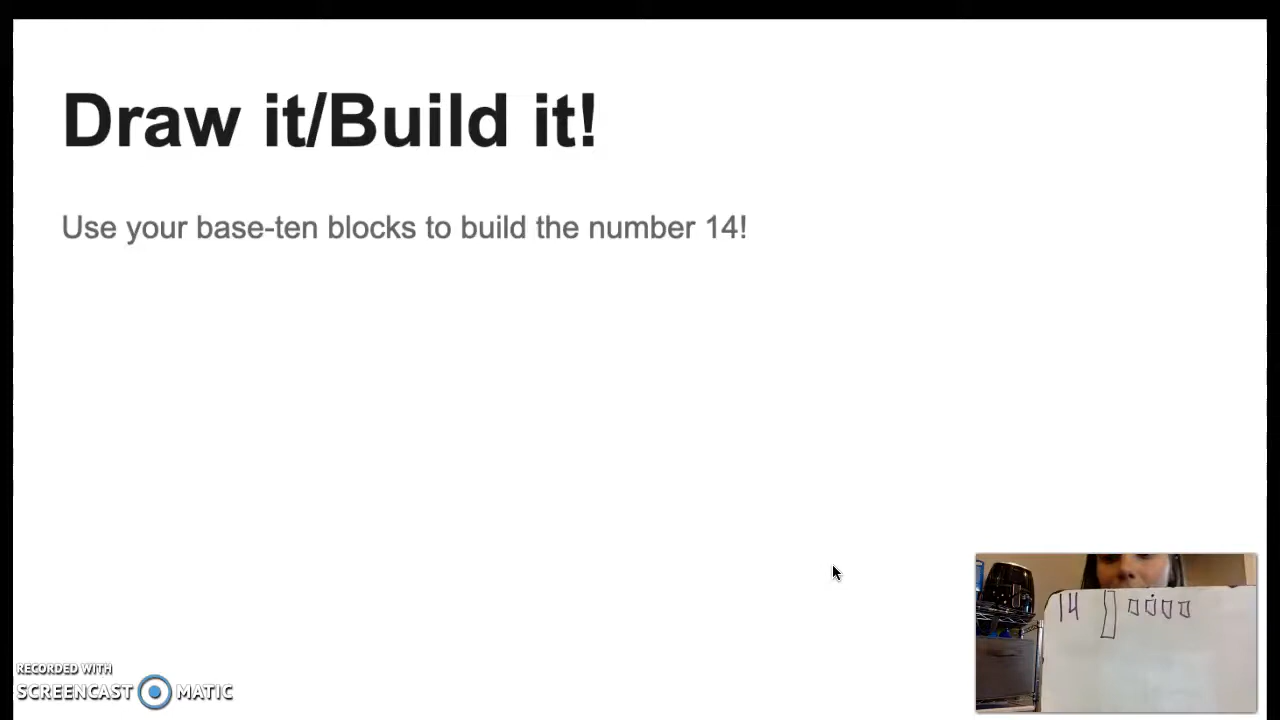 Draw it/Build it!
Use your base-ten blocks to build the number 14!
14
RECORDED WITH
SCREENCAST MATIC